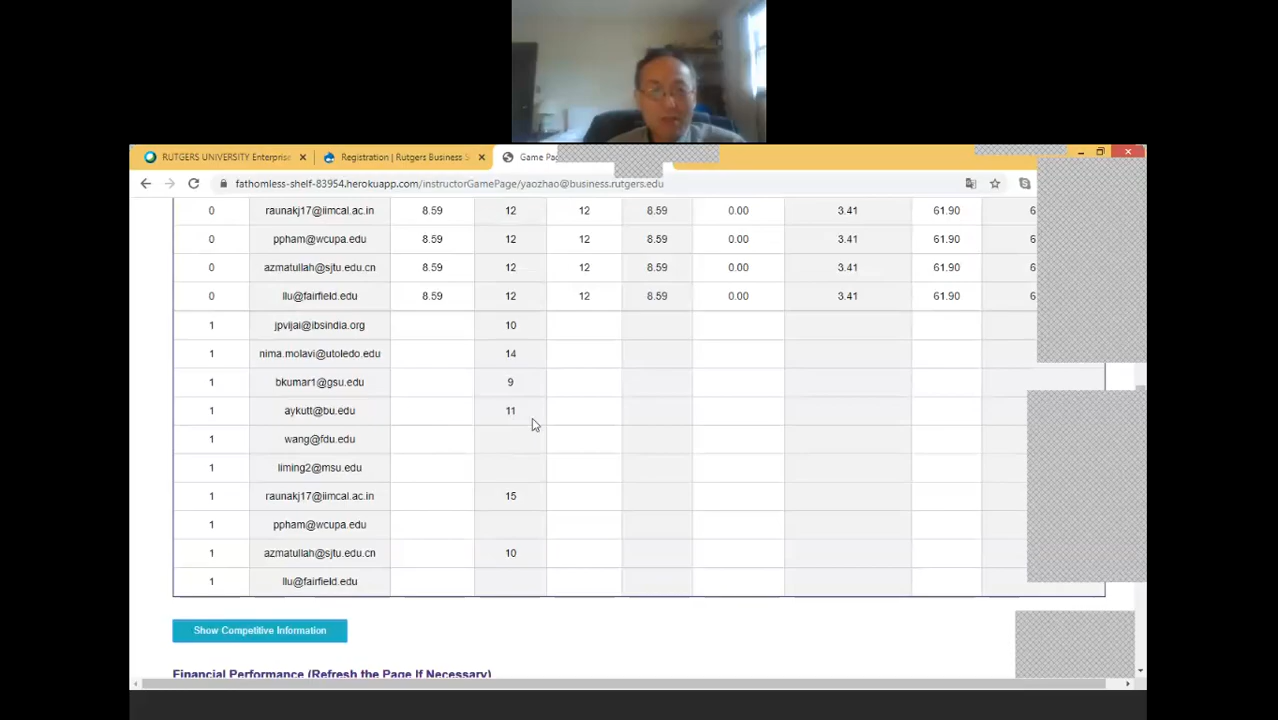 RUTGERS UNIVERSITY Enterprise
Registration | Rutgers Business S
Game Pa
fathomless-shelf-83954.herokuapp.com/instructorGamePage/yaozhao@business.rutgers.edu
0 raunakj17@iimcal.ac.in 8.59 12 12 8.59 0.00 3.41 61.90 6
0 ppham@wcupa.edu 8.59 12 12 8.59 0.00 3.41 61.90 6
0 azmatullah@sjtu.edu.cn 8.59 12 12 8.59 0.00 3.41 61.90 6
0 llu@fairfield.edu 8.59 12 12 8.59 0.00 3.41 61.90 6
1 jpvijai@ibsindia.org 10
1 nima.molavi@utoledo.edu 14
1 bkumar1@gsu.edu 9
1 aykutt@bu.edu 11
1 wang@fdu.edu
1 liming2@msu.edu
1 raunakj17@iimcal.ac.in 15
1 ppham@wcupa.edu
1 azmatullah@sjtu.edu.cn 10
1 llu@fairfield.edu
Show Competitive Information
Financial Performance (Refresh the Page If Necessary)